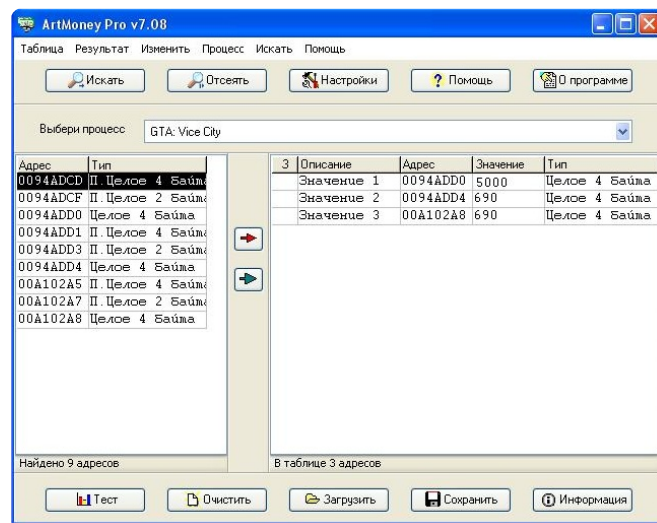 ArtMoney Pro v7.08
Таблица Результат Изменить Процесс Искать Помощь
Искать Отсеять Настройки Помощь О программе
Выбери процесс GTA: Vice City
Адрес Тип
0094ADCD П.Целое 4 Байта
0094ADCF П.Целое 2 Байта
0094ADD0 Целое 4 Байта
0094ADD1 П.Целое 4 Байта
0094ADD3 П.Целое 2 Байта
0094ADD4 Целое 4 Байта
00A102A5 П.Целое 4 Байта
00A102A7 П.Целое 2 Байта
00A102A8 Целое 4 Байта
Найдено 9 адресов
З Описание Адрес Значение Тип
Значение 1 0094ADD0 5000 Целое 4 Байта
Значение 2 0094ADD4 690 Целое 4 Байта
Значение 3 00A102A8 690 Целое 4 Байта
В таблице 3 адресов
Тест Очистить Загрузить Сохранить Информация